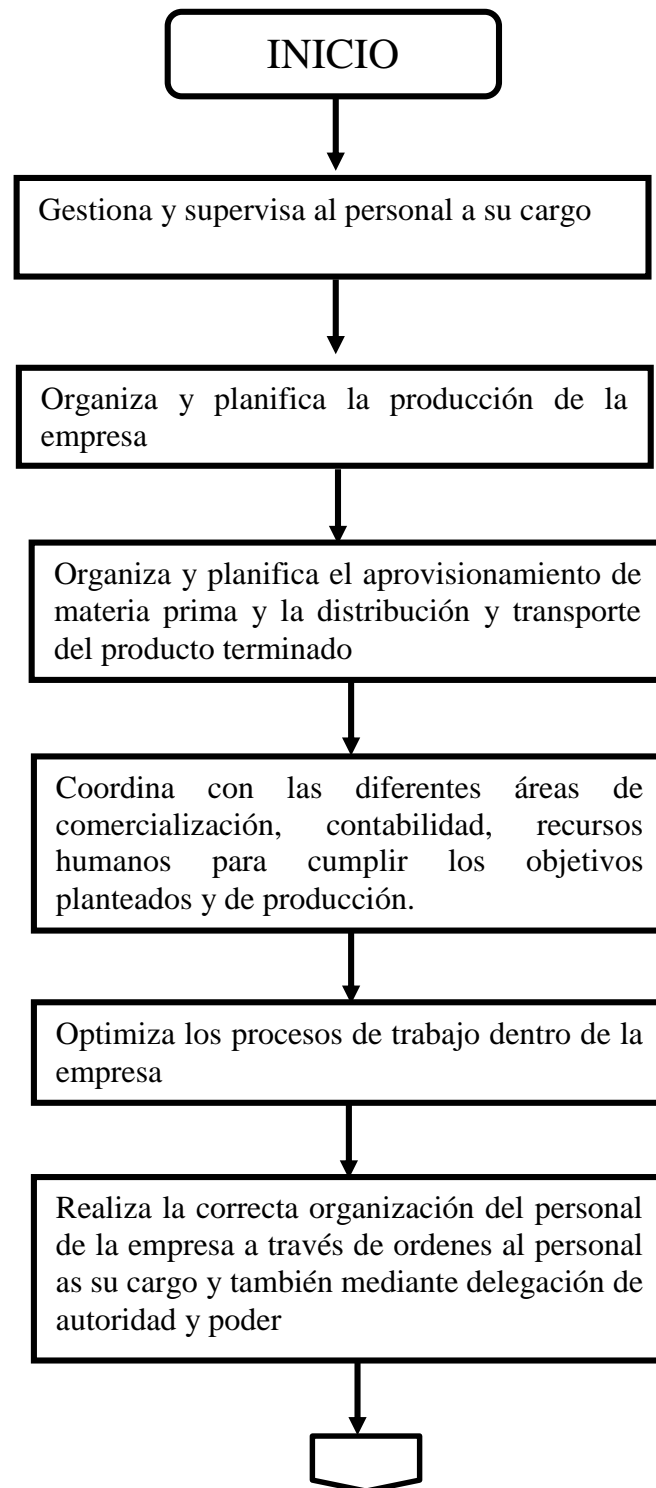 INICIO
Gestiona y supervisa al personal a su cargo
Organiza y planifica la producción de la
empresa
Organiza y planifica el aprovisionamiento de
materia prima y la distribución y transporte
del producto terminado
Coordina con las diferentes áreas de
comercialización, contabilidad, recursos
humanos para cumplir los objetivos
planteados y de producción.
Optimiza los procesos de trabajo dentro de la
empresa
Realiza la correcta organización del personal
de la empresa a través de ordenes al personal
as su cargo y también mediante delegación de
autoridad y poder